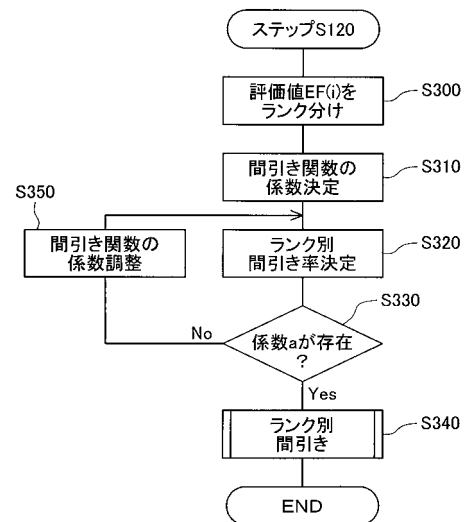 ステップS120
評価値EF(i)を
ランク分け
S300
間引き関数の
係数決定
S310
S350
間引き関数の
係数調整
ランク別
間引き率決定
S320
S330
係数aが存在
?
No
Yes
ランク別
間引き
S340
END